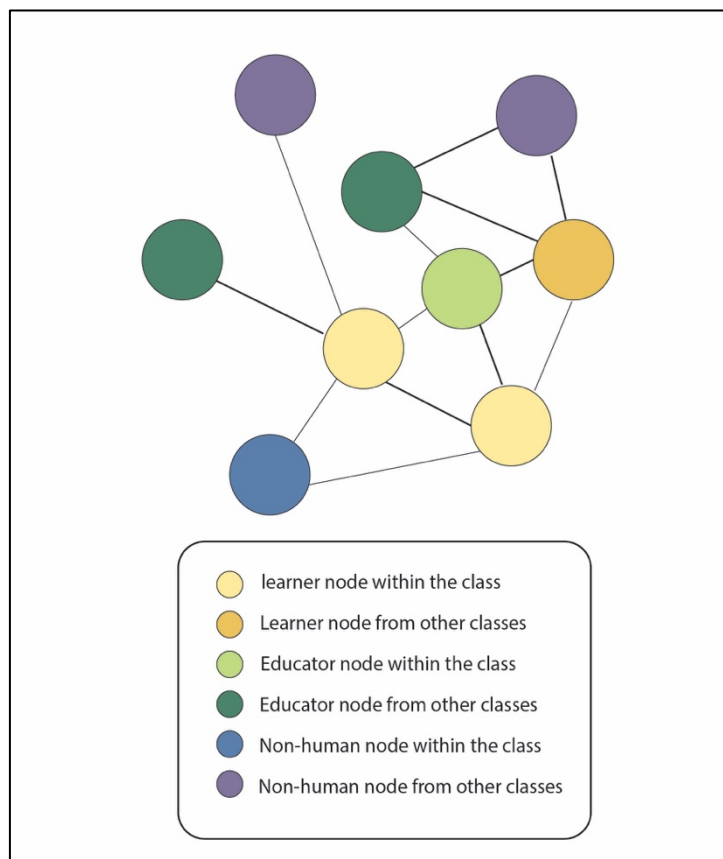 learner node within the class
Learner node from other classes
Educator node within the class
Educator node from other classes
Non-human node within the class
Non-human node from other classes